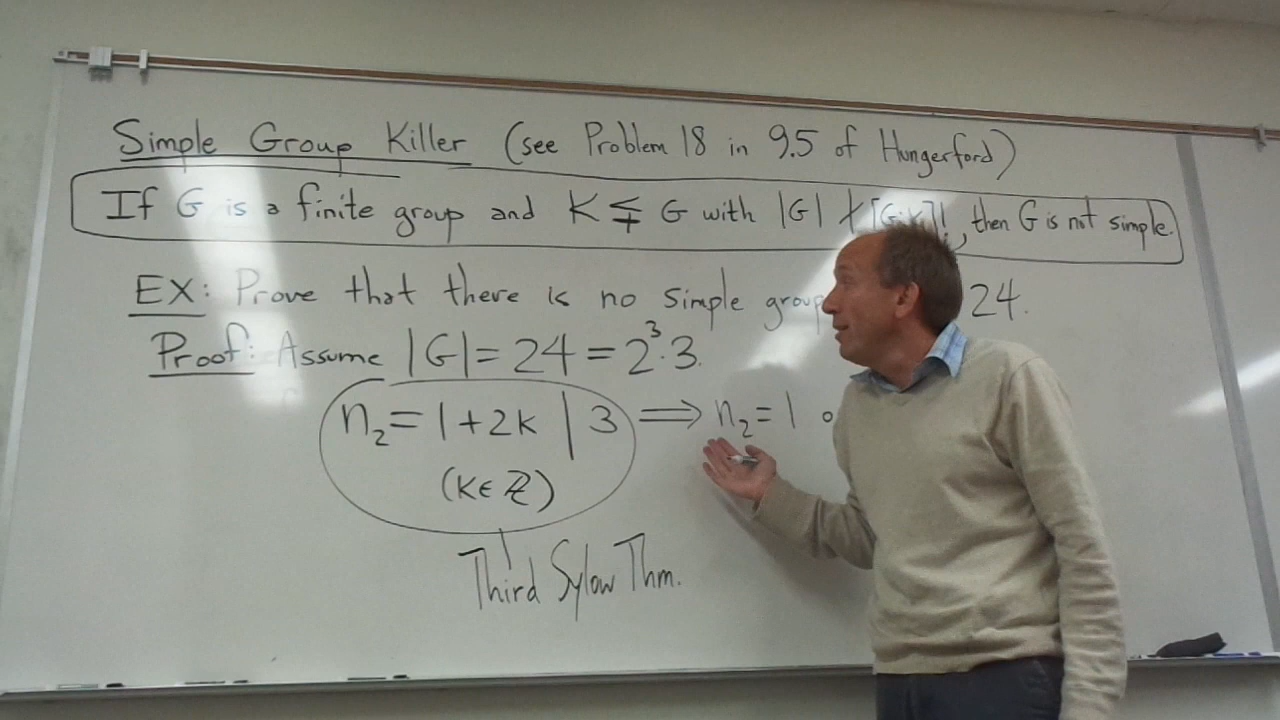 Simple Group Killer (see Problem 18 in 9.5 of Hungerford)
If G is a finite group and K ≨ G with |G| ∤ [G:K]!, then G is not simple.
EX: Prove that there is no simple group 24.
Proof: Assume |G| = 24 = 2³·3.
n₂ = 1+2k | 3 ⟹ n₂ = 1
(k∈ℤ)
Third Sylow Thm.